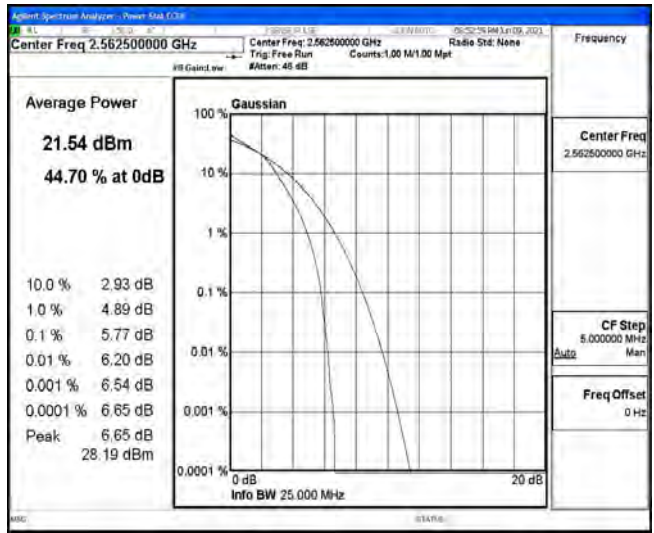 Agilent Spectrum Analyzer - Power Stat CCDF
Center Freq 2.562500000 GHz
#IFGain:Low
Center Freq: 2.562500000 GHz
Trig: Free Run Counts:1.00 M/1.00 Mpt
#Atten: 46 dB
Radio Std: None
Frequency
Average Power
21.54 dBm
44.70 % at 0dB
10.0 % 2.93 dB
1.0 % 4.89 dB
0.1 % 5.77 dB
0.01 % 6.20 dB
0.001 % 6.54 dB
0.0001 % 6.65 dB
Peak 6.65 dB
28.19 dBm
Gaussian
100 %
10 %
1 %
0.1 %
0.01 %
0.001 %
0.0001 %
0 dB
20 dB
Info BW 25.000 MHz
Center Freq
2.562500000 GHz
CF Step
5.000000 MHz
Auto Man
Freq Offset
0 Hz
MSG
STATUS